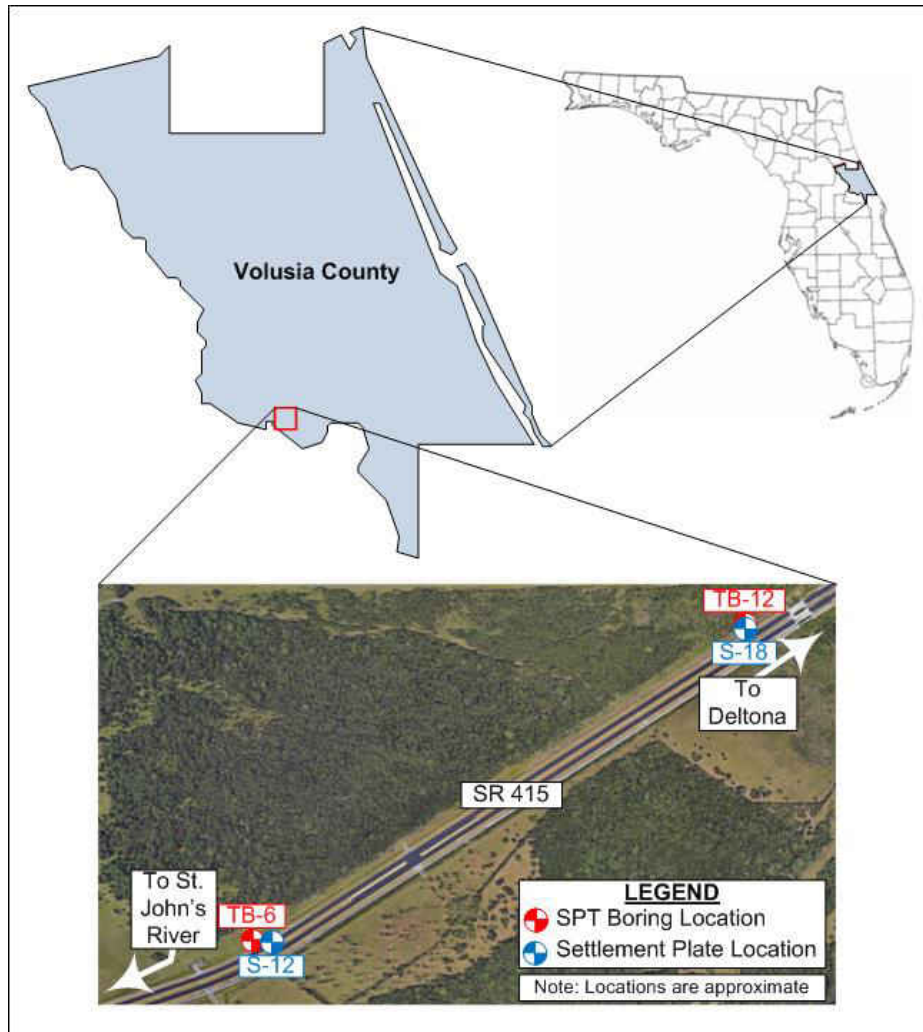 Volusia County
TB-12
S-18
To
Deltona
SR 415
To St.
John's
River
TB-6
S-12
LEGEND
SPT Boring Location
Settlement Plate Location
Note: Locations are approximate